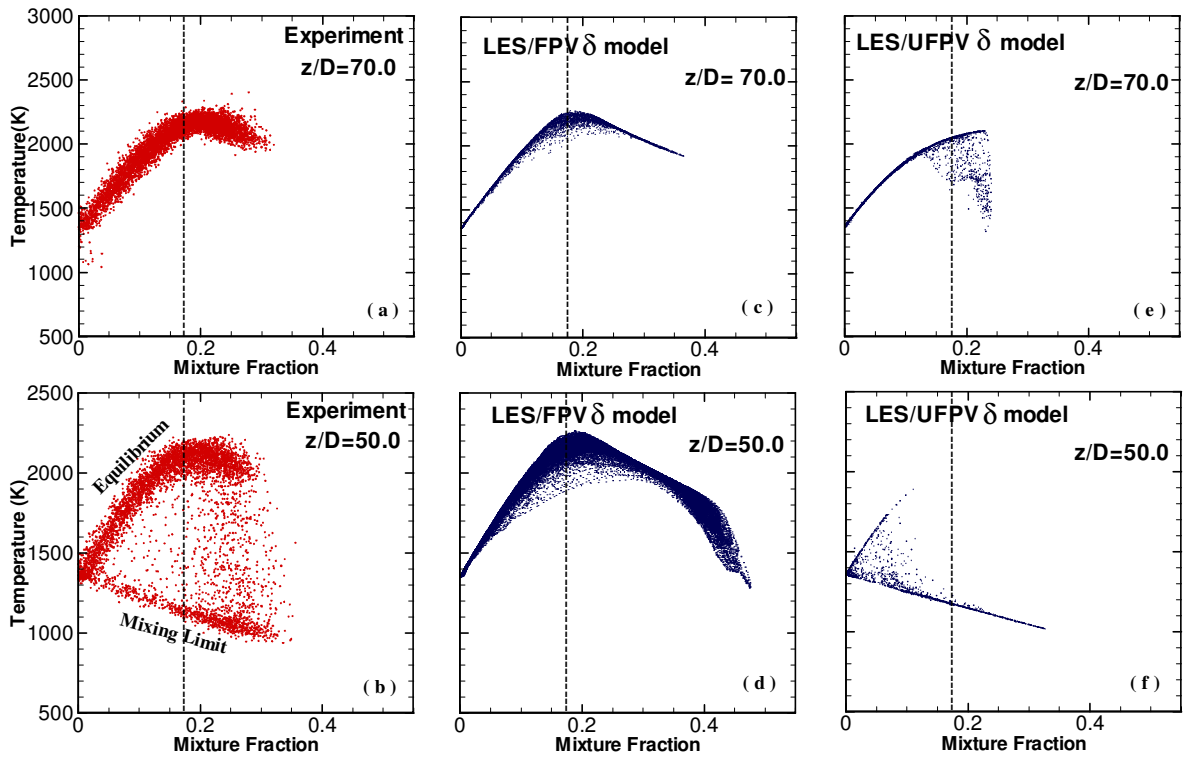 3000
2500
2000
1500
1000
500
Temperature(K)
Experiment
z/D=70.0
( a )
0
0.2
0.4
Mixture Fraction
LES/FPV δ model
z/D= 70.0
( c )
0
0.2
0.4
Mixture Fraction
LES/UFPV δ model
z/D=70.0
( e )
0
0.2
0.4
Mixture Fraction
2500
2000
1500
1000
500
Temperature (K)
Experiment
z/D=50.0
Equilibrium
Mixing Limit
( b )
0
0.2
0.4
Mixture Fraction
LES/FPV δ model
z/D=50.0
( d )
0
0.2
0.4
Mixture Fraction
LES/UFPV δ model
z/D=50.0
( f )
0
0.2
0.4
Mixture Fraction